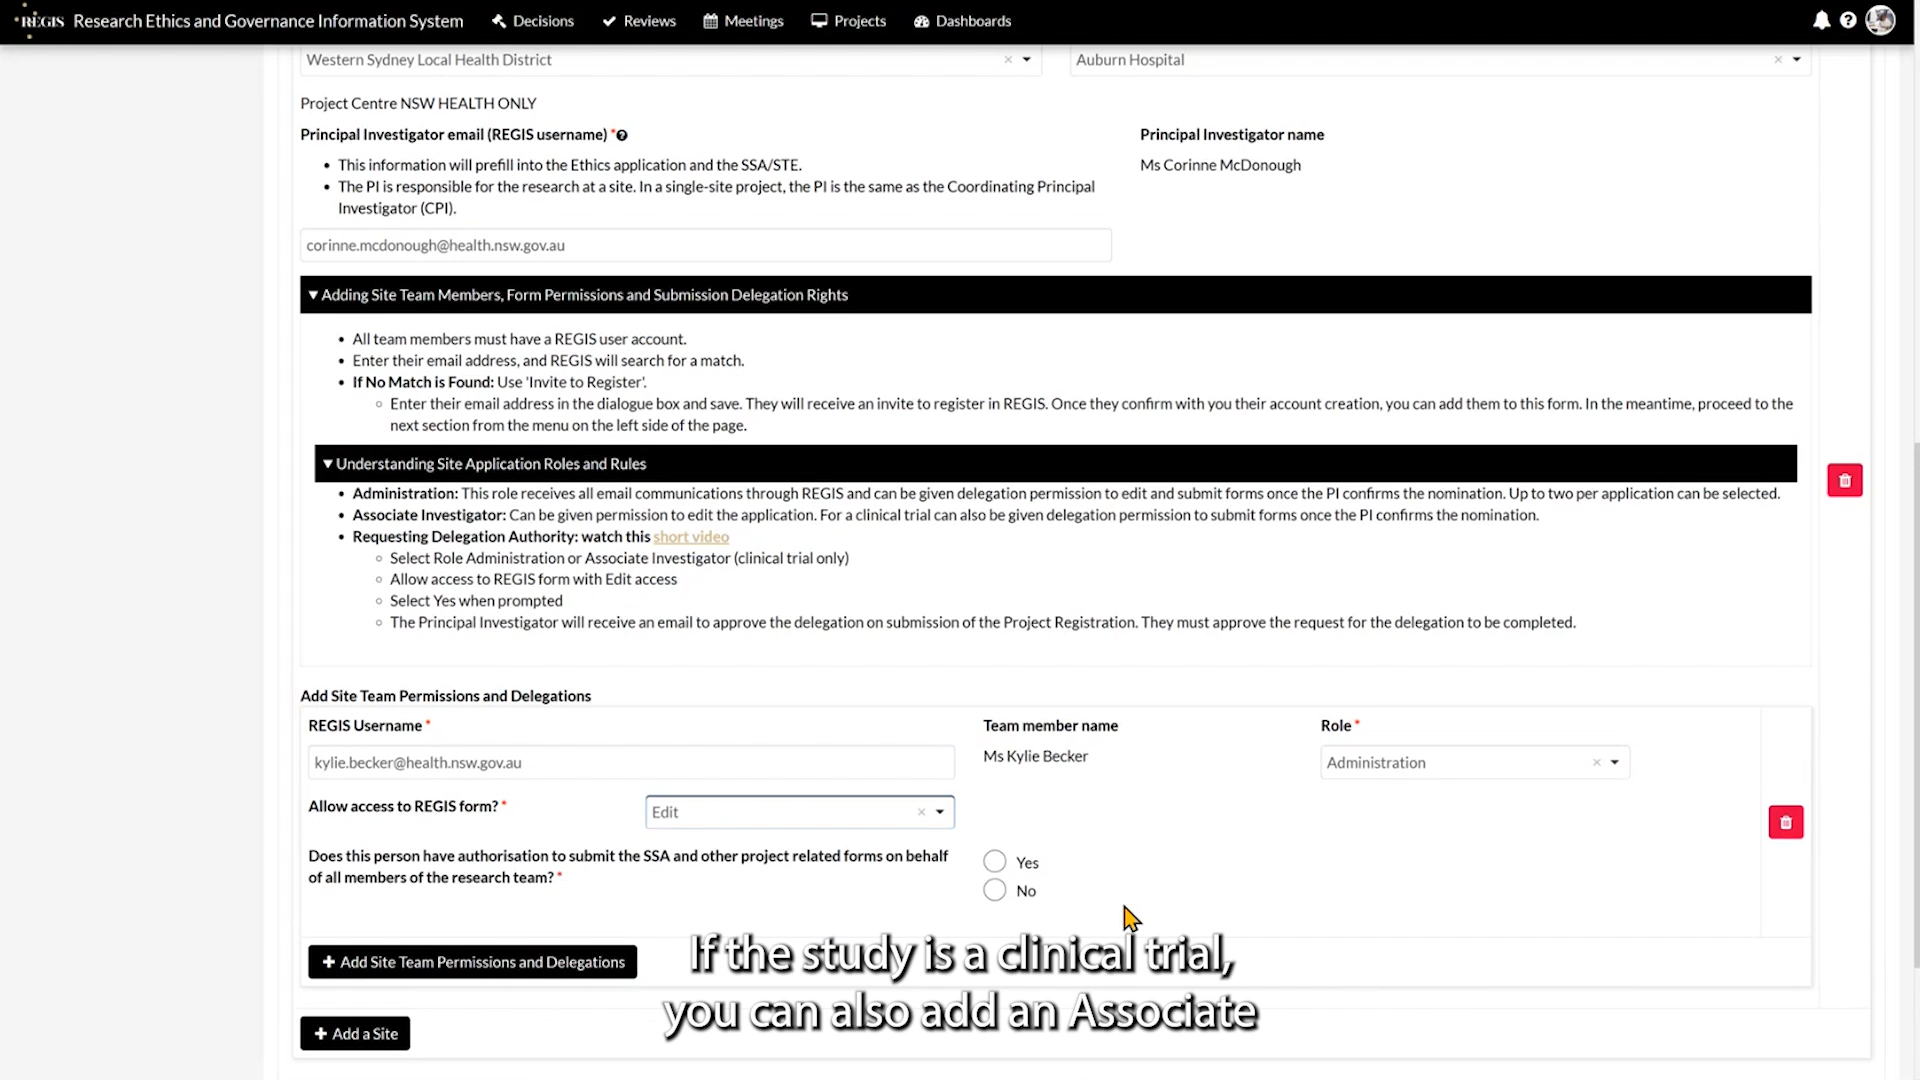 REGIS Research Ethics and Governance Information System Decisions Reviews Meetings Projects Dashboards
Western Sydney Local Health District
Auburn Hospital
Project Centre NSW HEALTH ONLY
Principal Investigator email (REGIS username) *
Principal Investigator name
This information will prefill into the Ethics application and the SSA/STE.
Ms Corinne McDonough
The PI is responsible for the research at a site. In a single-site project, the PI is the same as the Coordinating Principal
Investigator (CPI).
corinne.mcdonough@health.nsw.gov.au
Adding Site Team Members, Form Permissions and Submission Delegation Rights
All team members must have a REGIS user account.
Enter their email address, and REGIS will search for a match.
If No Match is Found: Use 'Invite to Register'.
Enter their email address in the dialogue box and save. They will receive an invite to register in REGIS. Once they confirm with you their account creation, you can add them to this form. In the meantime, proceed to the
next section from the menu on the left side of the page.
Understanding Site Application Roles and Rules
Administration: This role receives all email communications through REGIS and can be given delegation permission to edit and submit forms once the PI confirms the nomination. Up to two per application can be selected.
Associate Investigator: Can be given permission to edit the application. For a clinical trial can also be given delegation permission to submit forms once the PI confirms the nomination.
Requesting Delegation Authority: watch this short video
Select Role Administration or Associate Investigator (clinical trial only)
Allow access to REGIS form with Edit access
Select Yes when prompted
The Principal Investigator will receive an email to approve the delegation on submission of the Project Registration. They must approve the request for the delegation to be completed.
Add Site Team Permissions and Delegations
REGIS Username *
Team member name
Role *
kylie.becker@health.nsw.gov.au
Ms Kylie Becker
Administration
Allow access to REGIS form? *
Edit
Does this person have authorisation to submit the SSA and other project related forms on behalf
of all members of the research team? *
Yes
No
+ Add Site Team Permissions and Delegations
If the study is a clinical trial,
you can also add an Associate
+ Add a Site